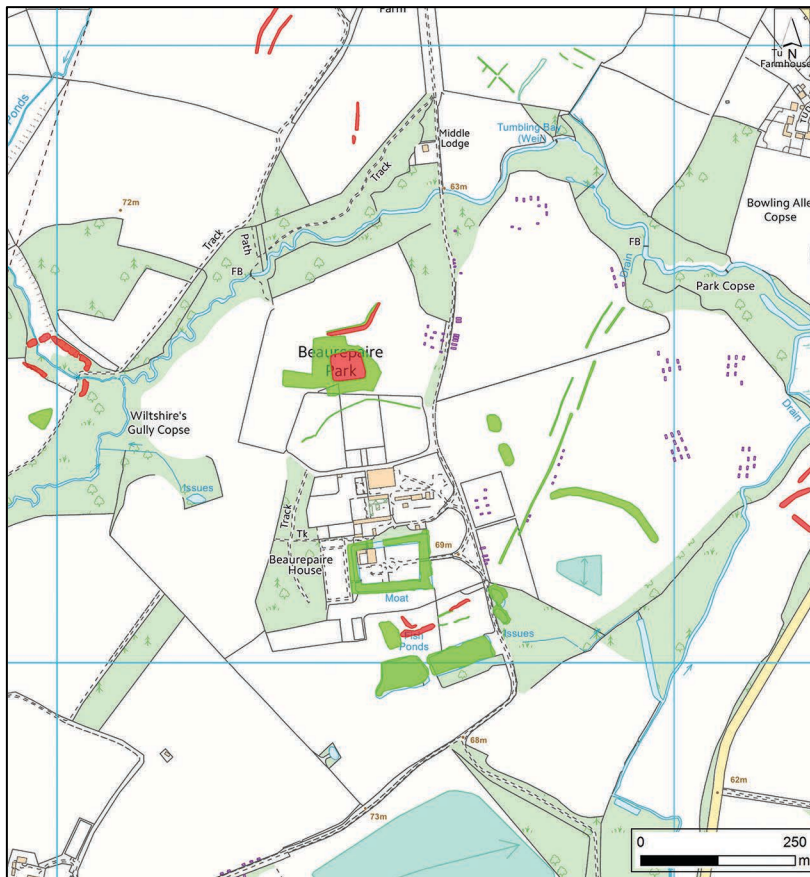 Farm
N
Tu
Farmhouse
Ponds
Middle
Lodge
Tumbling Bay
(Weir)
Track
63m
72m
Track
Path
FB
Bowling Alle
Copse
FB
Drain
Park Copse
Beaurepaire
Park
Drain
Wiltshire's
Gully Copse
Issues
Track
Tk
69m
Beaurepaire
House
Moat
Fish
Ponds
Issues
68m
73m
62m
0 250
m